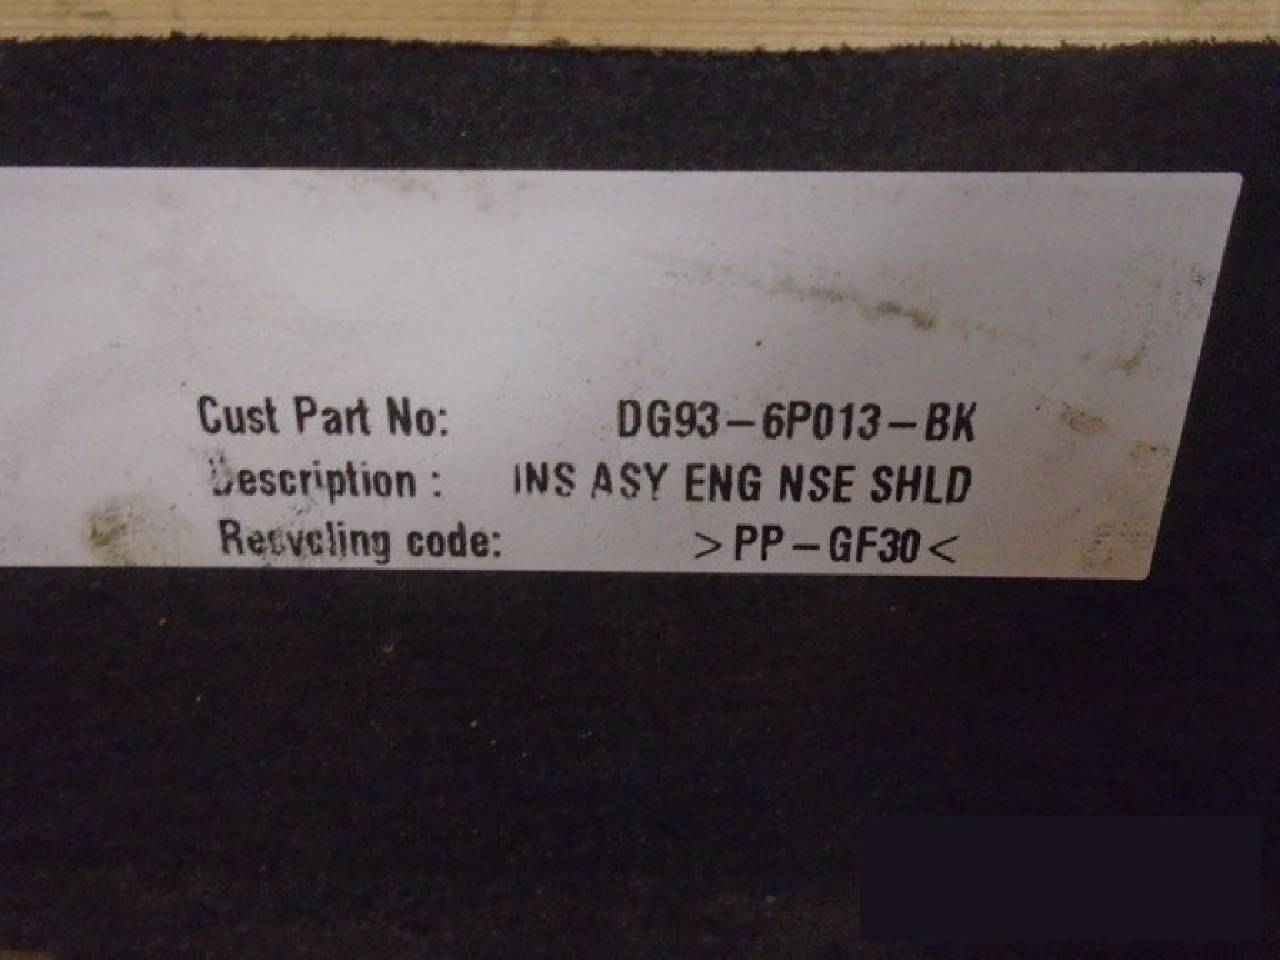 Cust Part No: DG93-6P013-BK
Description : INS ASY ENG NSE SHLD
Recycling code: >PP-GF30<